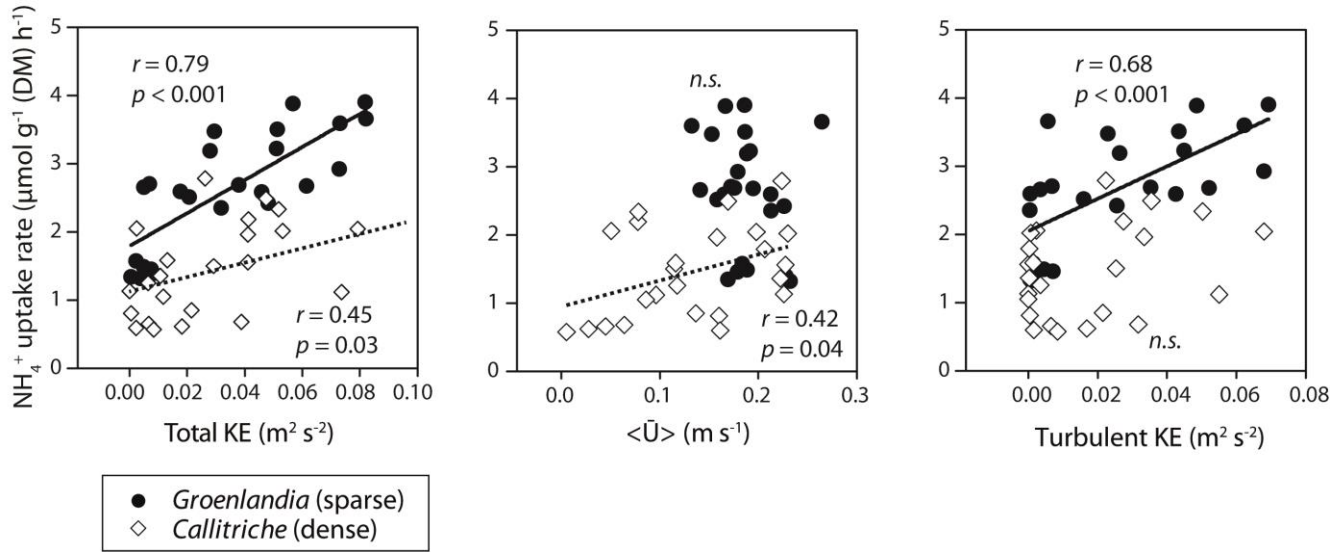 NH₄⁺ uptake rate (µmol g⁻¹ (DM) h⁻¹
5
4
3
2
1
0
r = 0.79
p < 0.001
r = 0.45
p = 0.03
0.00 0.02 0.04 0.06 0.08 0.10
Total KE (m² s⁻²)
5
4
3
2
1
0
n.s.
r = 0.42
p = 0.04
0.0 0.1 0.2 0.3
<Ū> (m s⁻¹)
5
4
3
2
1
0
r = 0.68
p < 0.001
n.s.
0.00 0.02 0.04 0.06 0.08
Turbulent KE (m² s⁻²)
Groenlandia (sparse)
Callitriche (dense)